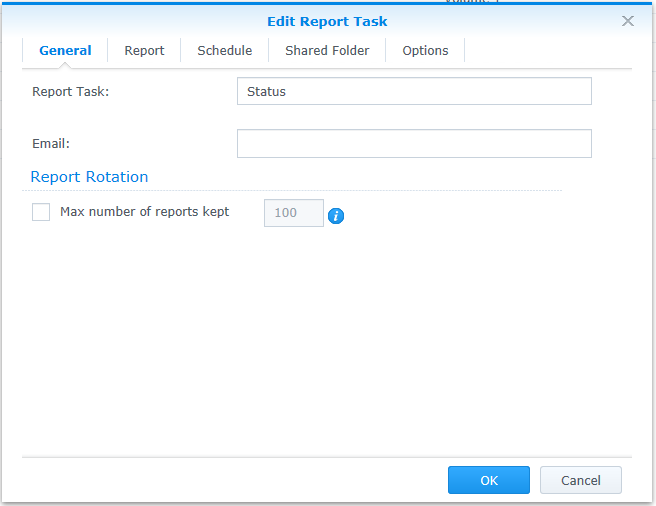 Edit Report Task
General Report Schedule Shared Folder Options
Report Task: Status
Email:
Report Rotation
Max number of reports kept 100
OK Cancel